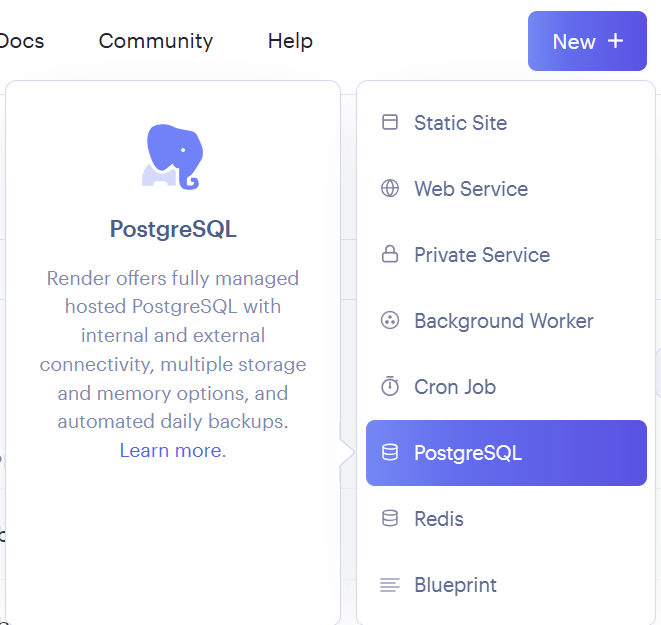 Docs Community Help New +
PostgreSQL
Render offers fully managed
hosted PostgreSQL with
internal and external
connectivity, multiple storage
and memory options, and
automated daily backups.
Learn more.
Static Site
Web Service
Private Service
Background Worker
Cron Job
PostgreSQL
Redis
Blueprint